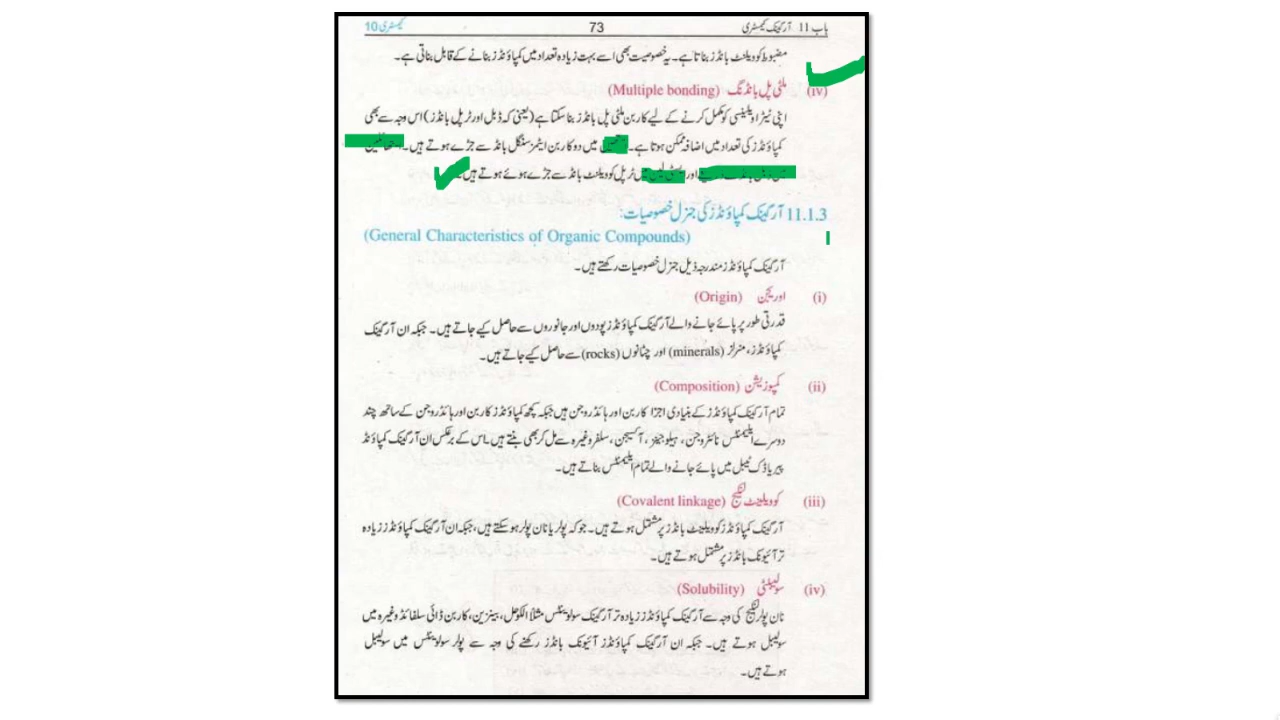 باب 11 آرگینک کیمسٹری 73 کیمسٹری 10
مضبوط کوویلنٹ بانڈز بناتا ہے۔ یہ خصوصیت بھی اسے بہت زیادہ تعداد میں کمپاؤنڈز بنانے کے قابل بناتی ہے۔
(iv) ملٹی پل بانڈنگ (Multiple bonding)
اپنی ٹیٹراویلینسی کو مکمل کرنے کے لیے کاربن ملٹی پل بانڈز بنا سکتا ہے (یعنی کہ ڈبل اور ٹرپل بانڈز) اس وجہ سے بھی
کمپاؤنڈز کی تعداد میں اضافہ ممکن ہوتا ہے۔ میں دو کاربن ایٹمز سنگل بانڈ سے جڑے ہوتے ہیں۔
اور میں ٹرپل کوویلنٹ بانڈ سے جڑے ہوئے ہوتے ہیں
11.1.3 آرگینک کمپاؤنڈز کی جنرل خصوصیات:
(General Characteristics of Organic Compounds)
آرگینک کمپاؤنڈز مندرجہ ذیل جنرل خصوصیات رکھتے ہیں۔
(i) اوریجن (Origin)
قدرتی طور پر پائے جانے والے آرگینک کمپاؤنڈز پودوں اور جانوروں سے حاصل کیے جاتے ہیں۔ جبکہ ان آرگینک
کمپاؤنڈز، منرلز (minerals) اور چٹانوں (rocks) سے حاصل کیے جاتے ہیں۔
(ii) کمپوزیشن (Composition)
تمام آرگینک کمپاؤنڈز کے بنیادی اجزا کاربن اور ہائڈروجن ہیں جبکہ کچھ کمپاؤنڈز کاربن اور ہائڈروجن کے ساتھ چند
دوسرے ایلیمنٹس نائٹروجن، ہیلوجینز، آکسیجن، سلفر وغیرہ سے مل کر بھی بنتے ہیں۔ اس کے برعکس ان آرگینک کمپاؤنڈ
پیریاڈک ٹیبل میں پائے جانے والے تمام ایلیمنٹس بناتے ہیں۔
(iii) کوویلینٹ لنکیج (Covalent linkage)
آرگینک کمپاؤنڈز کوویلینٹ بانڈز پر مشتمل ہوتے ہیں۔ جو کہ پولر یا نان پولر ہو سکتے ہیں، جبکہ ان آرگینک کمپاؤنڈز زیادہ
تر آئیونک بانڈز پر مشتمل ہوتے ہیں۔
(iv) سولیبلٹی (Solubility)
نان پولر لنکیج کی وجہ سے آرگینک کمپاؤنڈز زیادہ تر آرگینک سولوینٹس مثلاً الکوحل، بینزین، کاربن ڈائی سلفائڈ وغیرہ میں
سولیبل ہوتے ہیں۔ جبکہ ان آرگینک کمپاؤنڈز آئیونک بانڈز رکھنے کی وجہ سے پولر سولوینٹس میں سولیبل
ہوتے ہیں۔